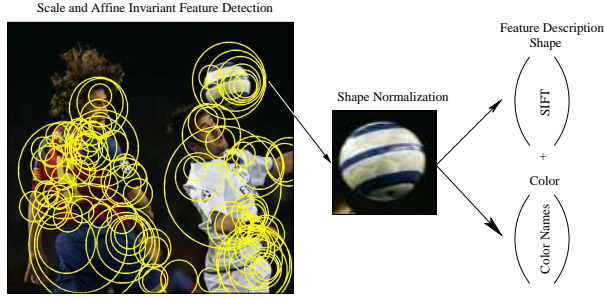 Scale and Affine Invariant Feature Detection
Shape Normalization
Feature Description
Shape
SIFT
+
Color
Color Names